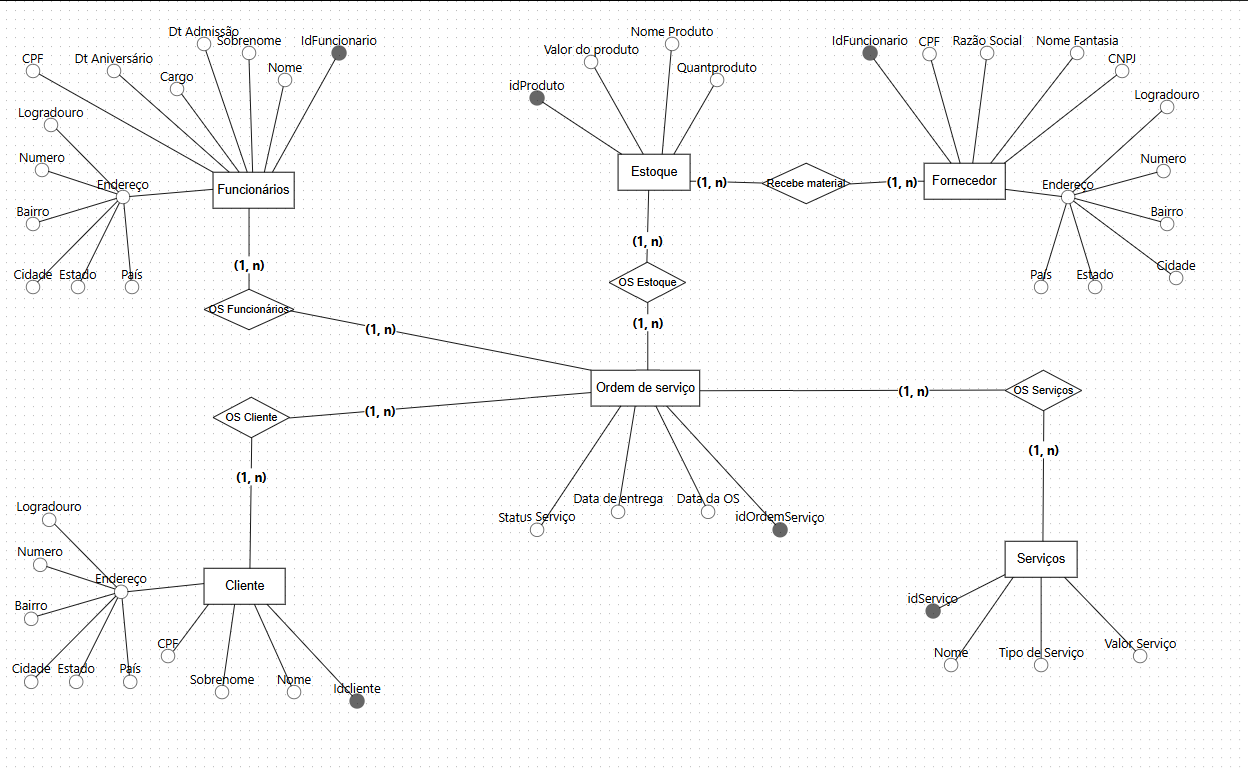 Dt Admissão
Sobrenome
IdFuncionario
CPF
Dt Aniversário
Cargo
Nome
Logradouro
Numero
Endereço
Bairro
Cidade
Estado
País
Funcionários
(1, n)
OS Funcionários
(1, n)
Nome Produto
Valor do produto
Quantproduto
idProduto
Estoque
(1, n)
Recebe material
(1, n)
(1, n)
OS Estoque
(1, n)
IdFuncionario
CPF
Razão Social
Nome Fantasia
CNPJ
Logradouro
Numero
Fornecedor
Endereço
Bairro
Cidade
País
Estado
Ordem de serviço
(1, n)
OS Serviços
(1, n)
(1, n)
OS Cliente
(1, n)
Status Serviço
Data de entrega
Data da OS
idOrdemServiço
Logradouro
Numero
Endereço
Bairro
Cidade
Estado
País
Cliente
CPF
Sobrenome
Nome
Idcliente
Serviços
idServiço
Nome
Tipo de Serviço
Valor Serviço